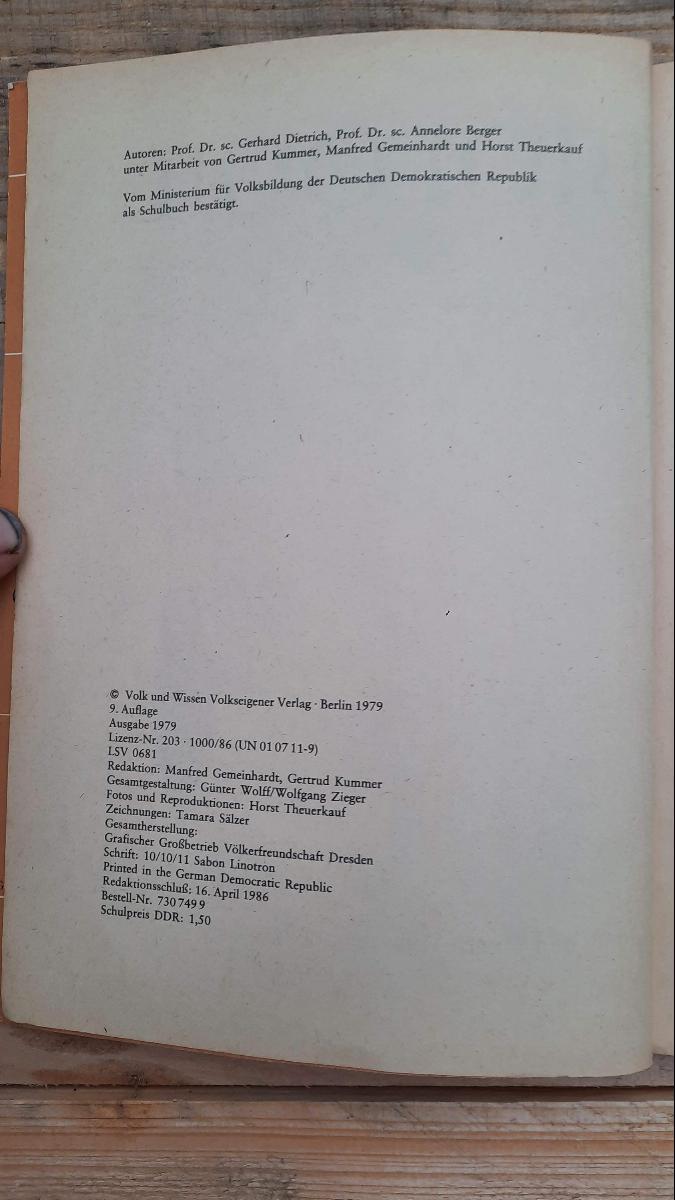 Autoren: Prof. Dr. sc. Gerhard Dietrich, Prof. Dr. sc. Annelore Berger
unter Mitarbeit von Gertrud Kummer, Manfred Gemeinhardt und Horst Theuerkauf
Vom Ministerium für Volksbildung der Deutschen Demokratischen Republik
als Schulbuch bestätigt.
© Volk und Wissen Volkseigener Verlag · Berlin 1979
9. Auflage
Ausgabe 1979
Lizenz-Nr. 203 · 1000/86 (UN 01 07 11-9)
LSV 0681
Redaktion: Manfred Gemeinhardt, Gertrud Kummer
Gesamtgestaltung: Günter Wolff/Wolfgang Zieger
Fotos und Reproduktionen: Horst Theuerkauf
Zeichnungen: Tamara Sälzer
Gesamtherstellung:
Grafischer Großbetrieb Völkerfreundschaft Dresden
Schrift: 10/10/11 Sabon Linotron
Printed in the German Democratic Republic
Redaktionsschluß: 16. April 1986
Bestell-Nr. 730 749 9
Schulpreis DDR: 1,50